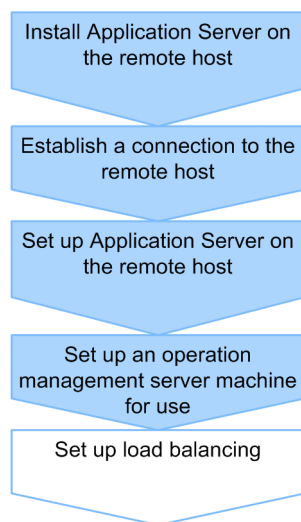 Install Application Server on
the remote host
Establish a connection to the
remote host
Set up Application Server on
the remote host
Set up an operation
management server machine
for use
Set up load balancing